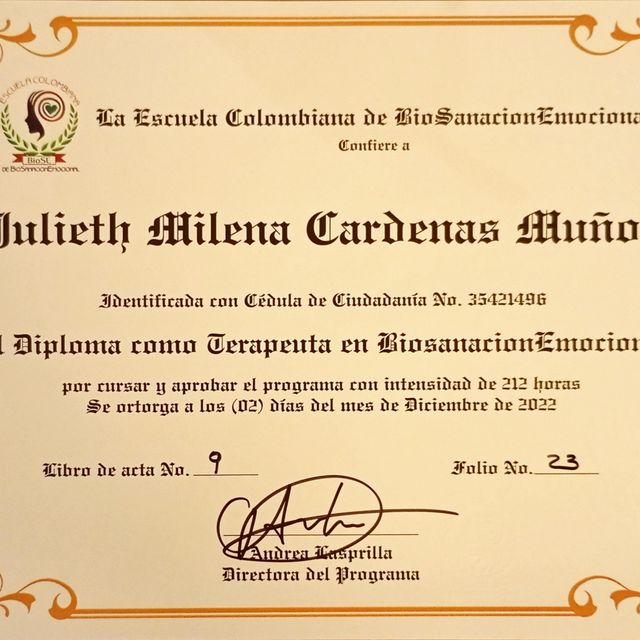 ESCUELA COLOMBIANA
BioSE
DE BIOSANACIONEMOCIONAL
La Escuela Colombiana de BioSanacionEmociona
Confiere a
Julieth Milena Cardenas Muño
Identificada con Cédula de Ciudadanía No. 35421496
l Diploma como Terapeuta en BiosanacionEmocion
por cursar y aprobar el programa con intensidad de 212 horas
Se ortorga a los (02) días del mes de Diciembre de 2022
Libro de acta No. 9
Folio No. 23
Andrea Lasprilla
Directora del Programa